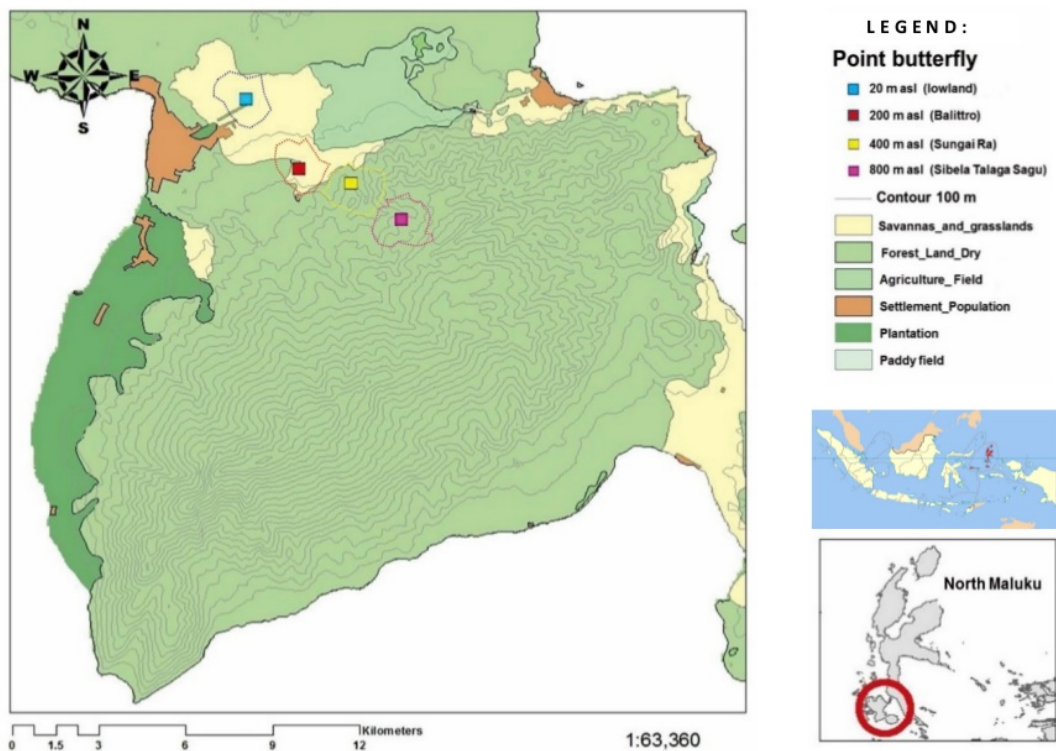 N
W E
S
LEGEND:
Point butterfly
20 m asl (lowland)
200 m asl (Balittro)
400 m asl (Sungai Ra)
800 m asl (Sibela Talaga Sagu)
Contour 100 m
Savannas_and_grasslands
Forest_Land_Dry
Agriculture_Field
Settlement_Population
Plantation
Paddy field
North Maluku
Kilometers
0 1.5 3 6 9 12
1:63,360